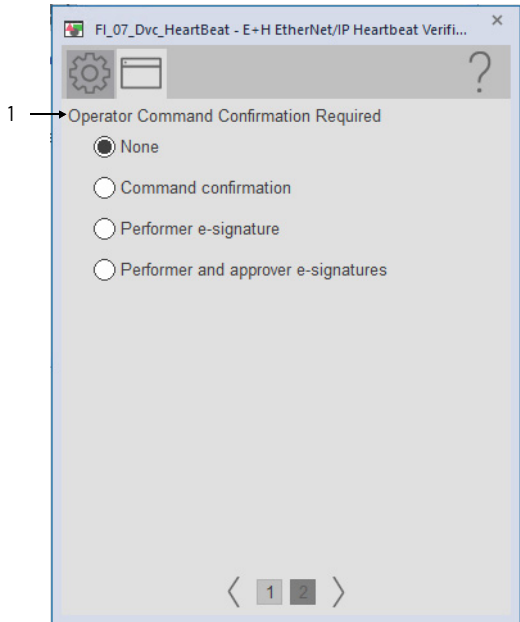 FI_07_Dvc_HeartBeat - E+H EtherNet/IP Heartbeat Verifi...
?
1
Operator Command Confirmation Required
None
Command confirmation
Performer e-signature
Performer and approver e-signatures
1 2